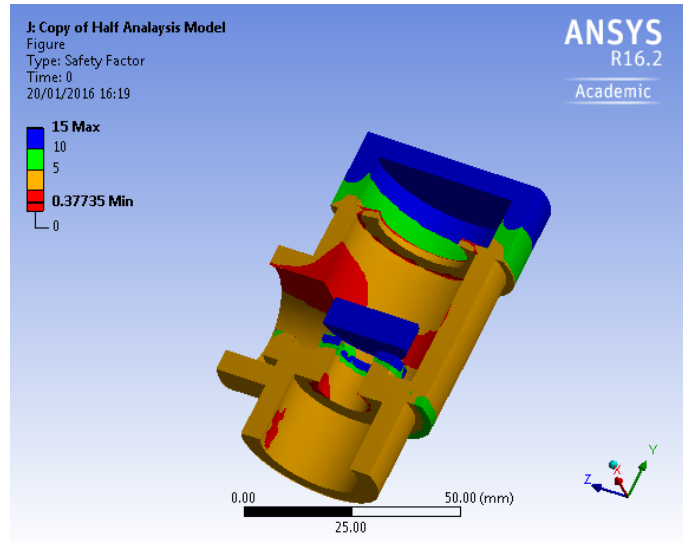 J: Copy of Half Analaysis Model
Figure
Type: Safety Factor
Time: 0
20/01/2016 16:19
ANSYS
R16.2
Academic
15 Max
10
5
0.37735 Min
0
Y
X
Z
0.00
50.00 (mm)
25.00